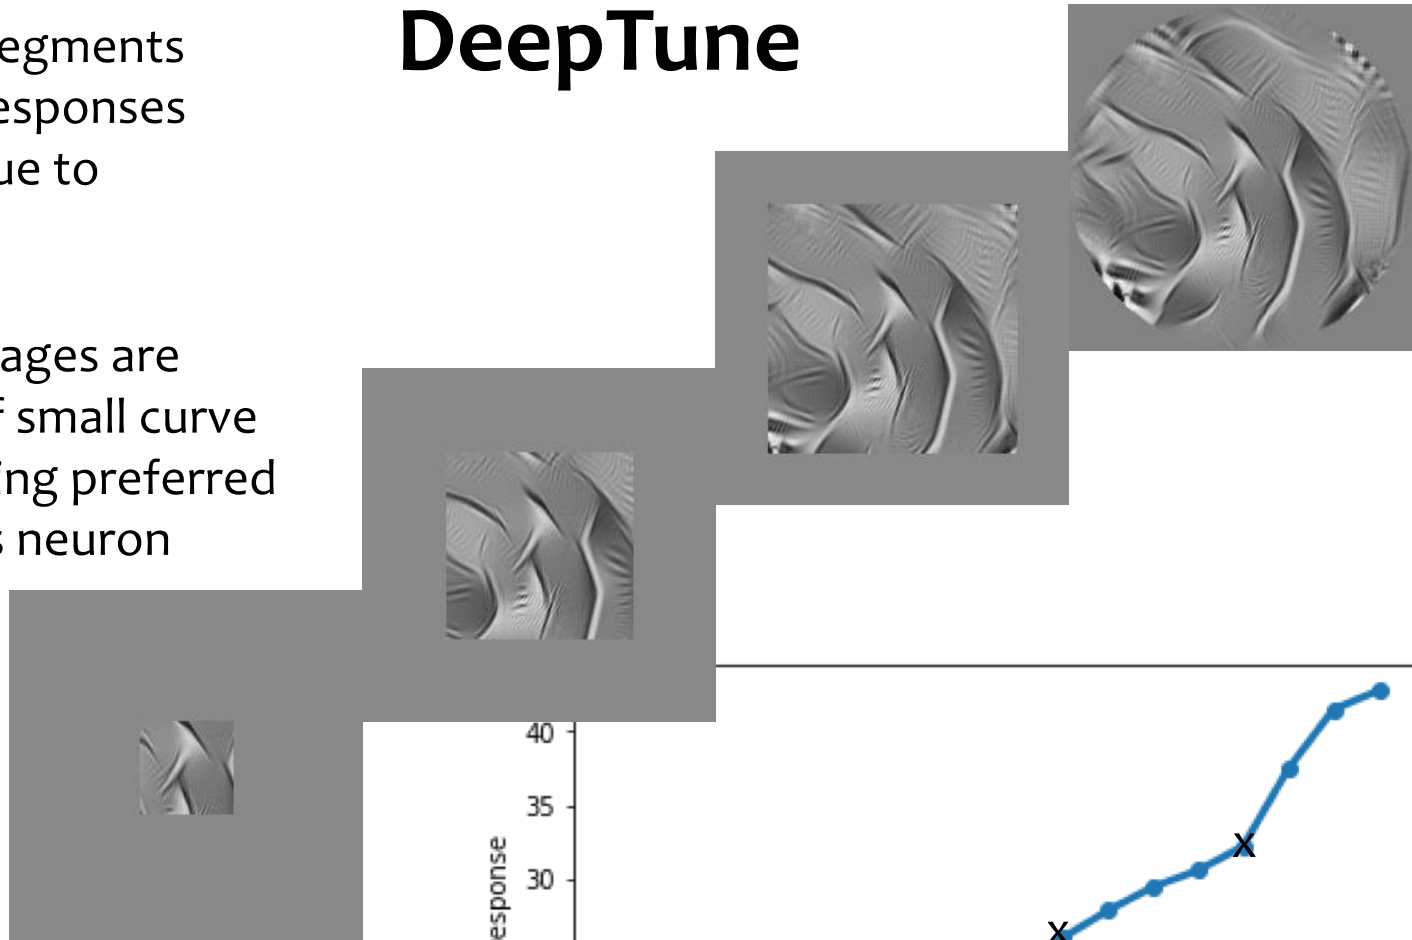 DeepTune
egments
esponses
ue to
ages are
f small curve
ing preferred
s neuron
40
35
30
esponse
X
X